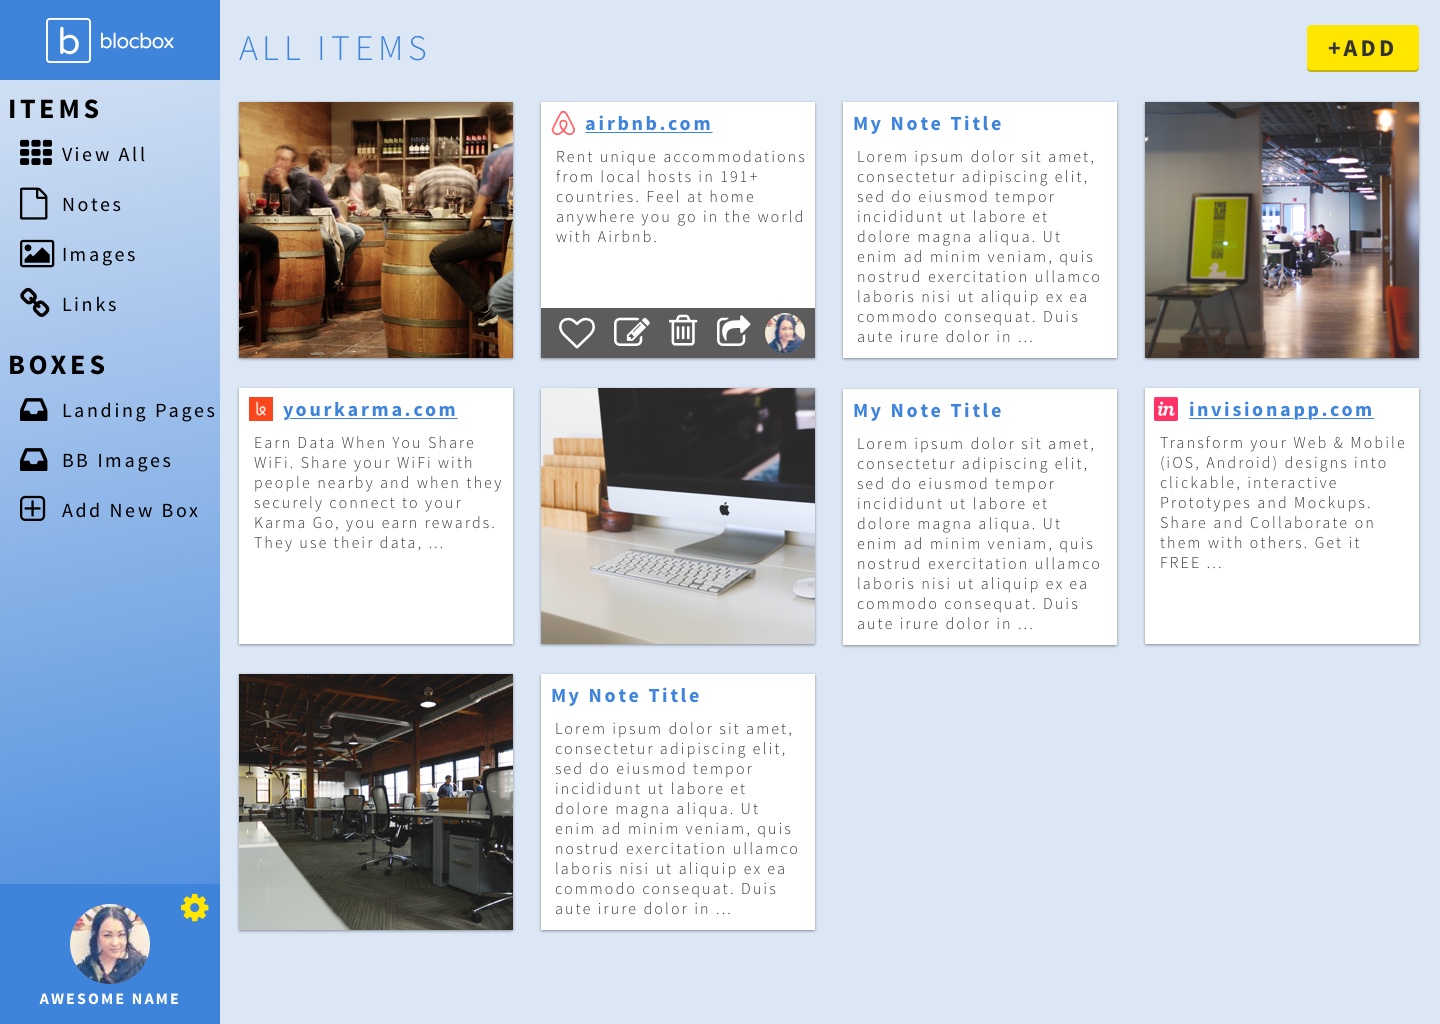 blocbox
ALL ITEMS
+ADD
ITEMS
View All
Notes
Images
Links
BOXES
Landing Pages
BB Images
Add New Box
AWESOME NAME
airbnb.com
Rent unique accommodations
from local hosts in 191+
countries. Feel at home
anywhere you go in the world
with Airbnb.
My Note Title
Lorem ipsum dolor sit amet,
consectetur adipiscing elit,
sed do eiusmod tempor
incididunt ut labore et
dolore magna aliqua. Ut
enim ad minim veniam, quis
nostrud exercitation ullamco
laboris nisi ut aliquip ex ea
commodo consequat. Duis
aute irure dolor in ...
yourkarma.com
Earn Data When You Share
WiFi. Share your WiFi with
people nearby and when they
securely connect to your
Karma Go, you earn rewards.
They use their data, ...
My Note Title
Lorem ipsum dolor sit amet,
consectetur adipiscing elit,
sed do eiusmod tempor
incididunt ut labore et
dolore magna aliqua. Ut
enim ad minim veniam, quis
nostrud exercitation ullamco
laboris nisi ut aliquip ex ea
commodo consequat. Duis
aute irure dolor in ...
in invisionapp.com
Transform your Web & Mobile
(iOS, Android) designs into
clickable, interactive
Prototypes and Mockups.
Share and Collaborate on
them with others. Get it
FREE ...
My Note Title
Lorem ipsum dolor sit amet,
consectetur adipiscing elit,
sed do eiusmod tempor
incididunt ut labore et
dolore magna aliqua. Ut
enim ad minim veniam, quis
nostrud exercitation ullamco
laboris nisi ut aliquip ex ea
commodo consequat. Duis
aute irure dolor in ...